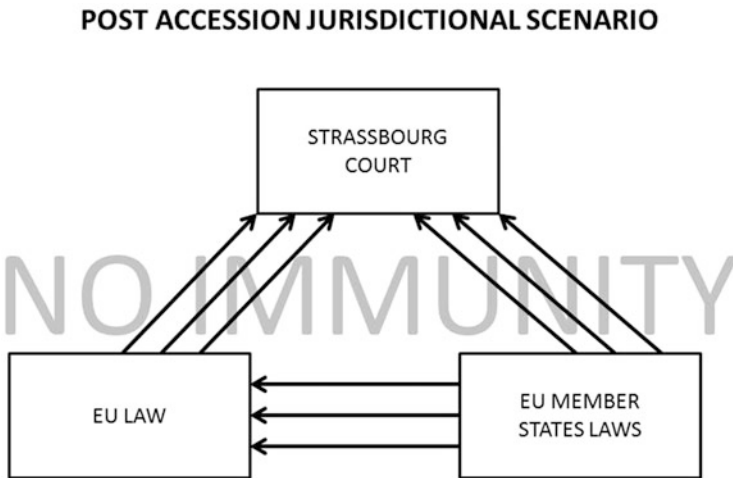 POST ACCESSION JURISDICTIONAL SCENARIO
STRASSBOURG
COURT
NO IMMUNITY
EU LAW
EU MEMBER
STATES LAWS